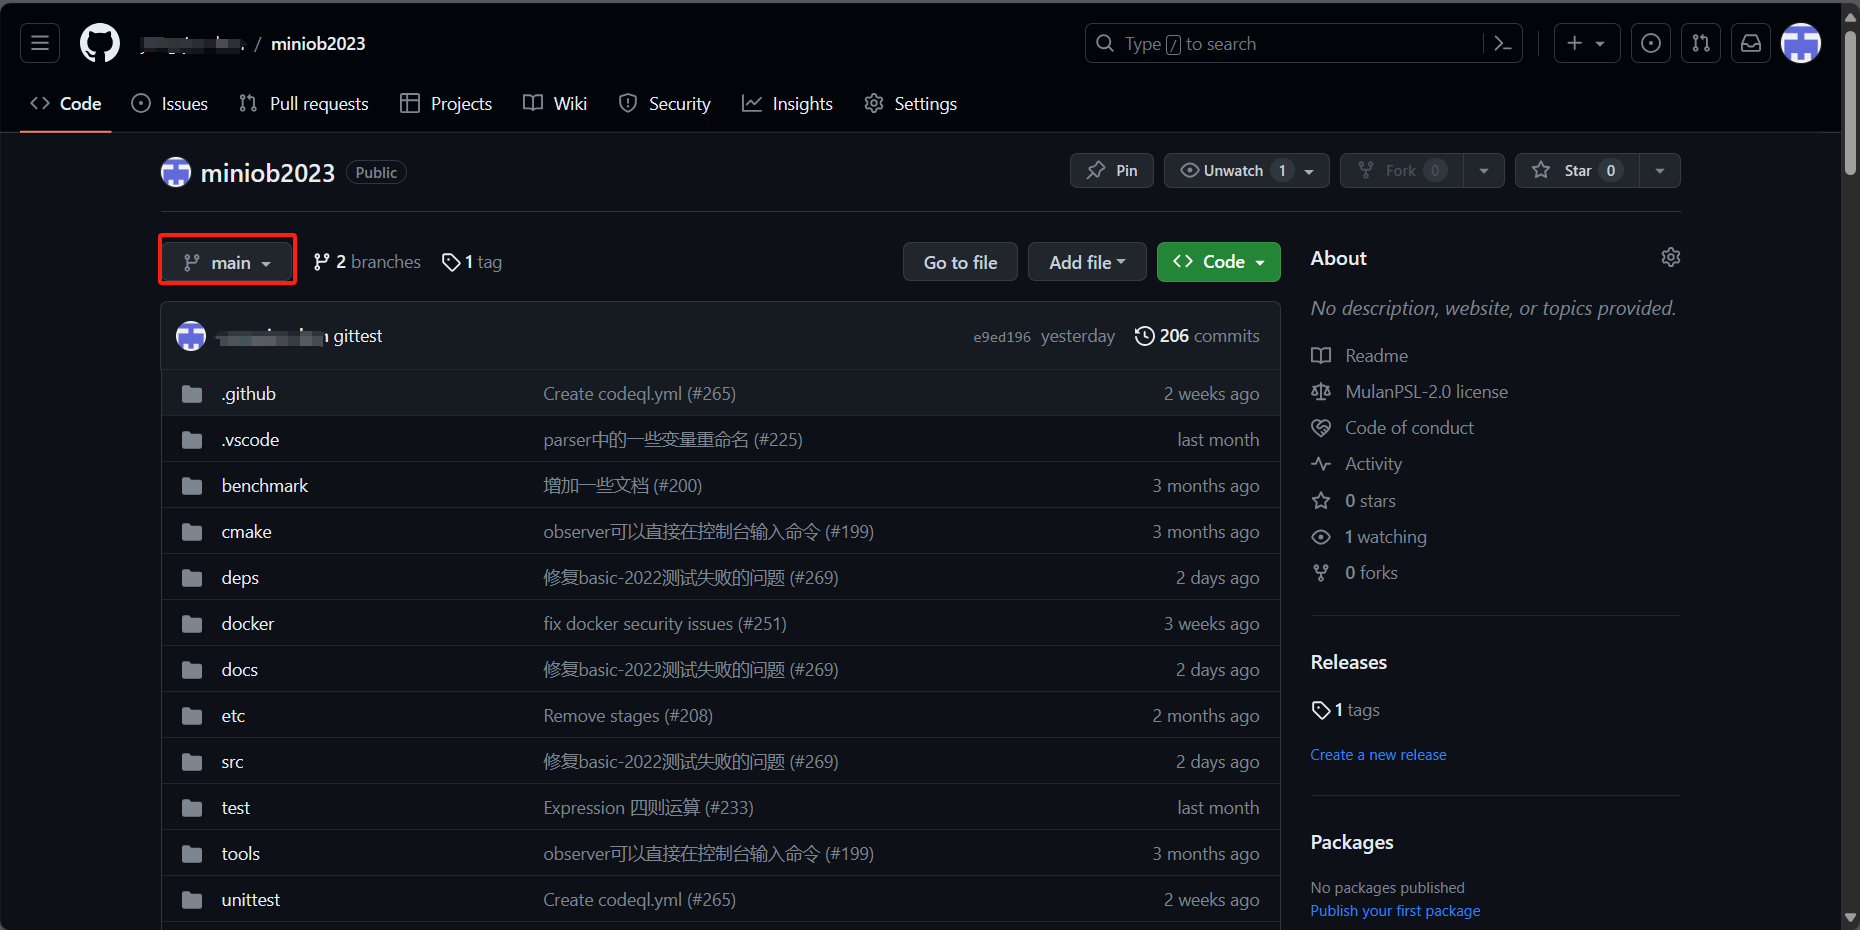 / miniob2023
Type / to search
Code Issues Pull requests Projects Wiki Security Insights Settings
miniob2023 Public
Pin Unwatch 1 Fork 0 Star 0
main 2 branches 1 tag Go to file Add file Code
gittest e9ed196 yesterday 206 commits
.github Create codeql.yml (#265) 2 weeks ago
.vscode parser中的一些变量重命名 (#225) last month
benchmark 增加一些文档 (#200) 3 months ago
cmake observer可以直接在控制台输入命令 (#199) 3 months ago
deps 修复basic-2022测试失败的问题 (#269) 2 days ago
docker fix docker security issues (#251) 3 weeks ago
docs 修复basic-2022测试失败的问题 (#269) 2 days ago
etc Remove stages (#208) 2 months ago
src 修复basic-2022测试失败的问题 (#269) 2 days ago
test Expression 四则运算 (#233) last month
tools observer可以直接在控制台输入命令 (#199) 3 months ago
unittest Create codeql.yml (#265) 2 weeks ago
About
No description, website, or topics provided.
Readme
MulanPSL-2.0 license
Code of conduct
Activity
0 stars
1 watching
0 forks
Releases
1 tags
Create a new release
Packages
No packages published
Publish your first package